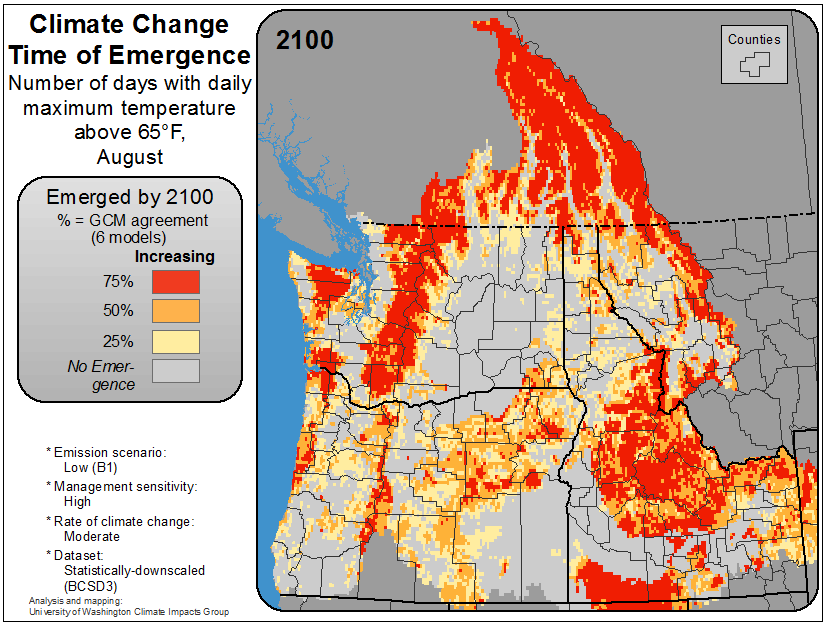 Climate Change
Time of Emergence
Number of days with daily
maximum temperature
above 65°F,
August
Emerged by 2100
% = GCM agreement
(6 models)
Increasing
75%
50%
25%
No Emer-
gence
* Emission scenario:
Low (B1)
* Management sensitivity:
High
* Rate of climate change:
Moderate
* Dataset:
Statistically-downscaled
(BCSD3)
Analysis and mapping:
University of Washington Climate Impacts Group
2100
Counties